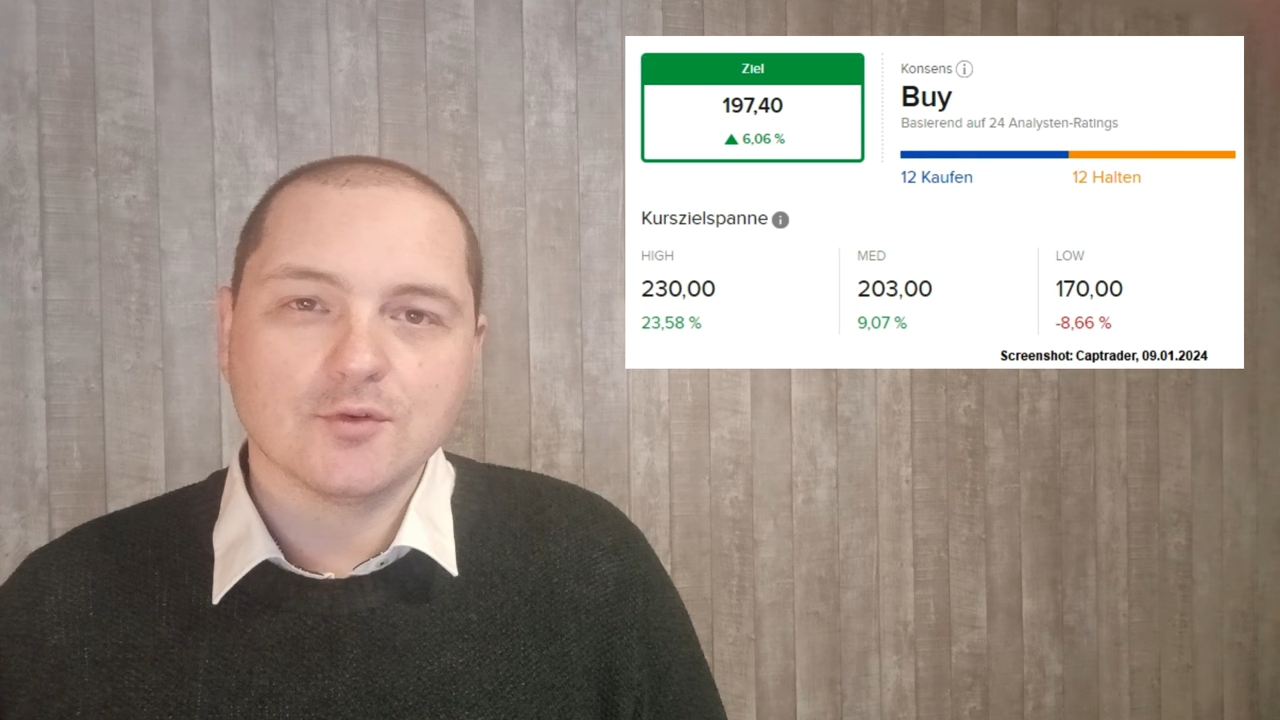 Ziel
197,40
▲ 6,06 %
Konsens
Buy
Basierend auf 24 Analysten-Ratings
12 Kaufen
12 Halten
Kurszielspanne
HIGH
230,00
23,58 %
MED
203,00
9,07 %
LOW
170,00
-8,66 %
Screenshot: Captrader, 09.01.2024